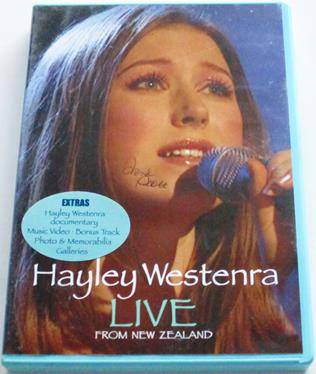 EXTRAS
Hayley Westenra
documentary
Music Video • Bonus Track
Photo & Memorabilia
Galleries
Hayley Westenra
LIVE
FROM NEW ZEALAND